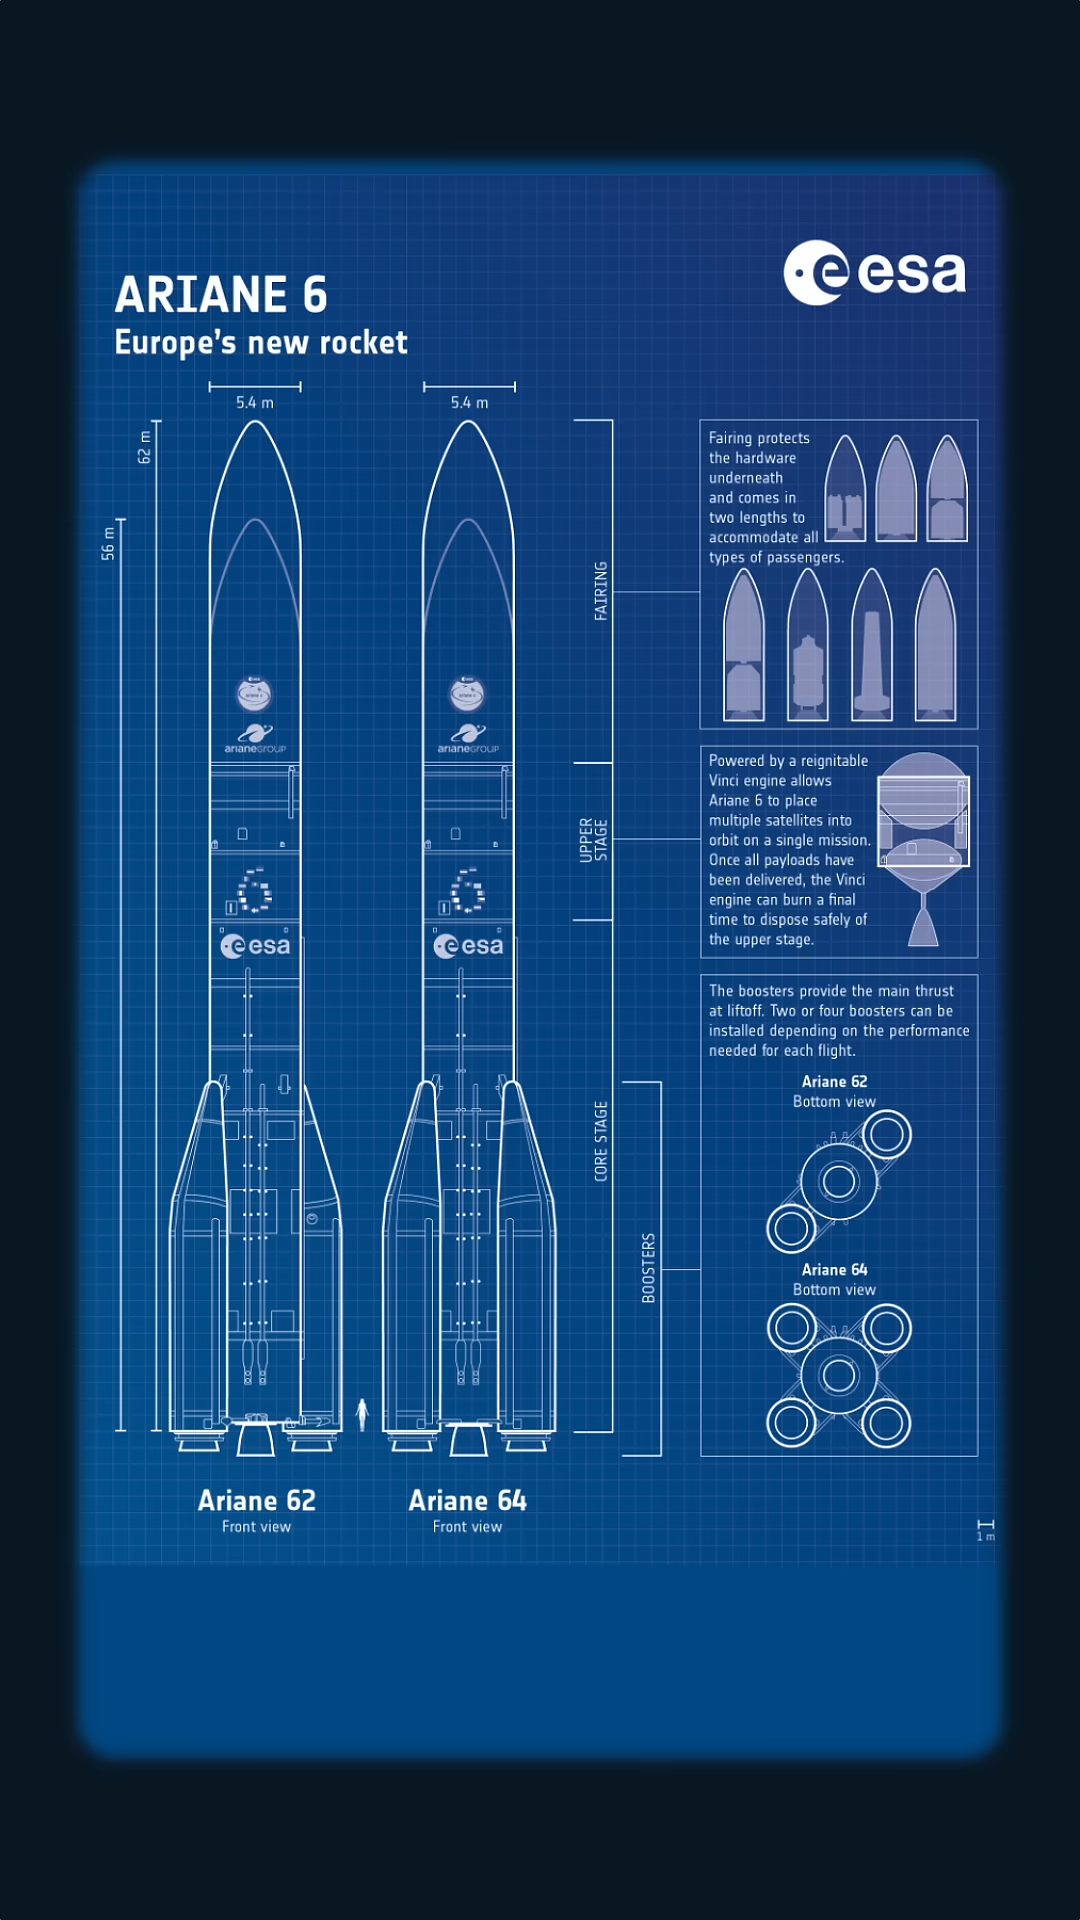 esa
ARIANE 6
Europe's new rocket
5.4 m
5.4 m
62 m
56 m
arianeGROUP
arianeGROUP
esa
esa
FAIRING
UPPER
STAGE
CORE STAGE
BOOSTERS
Fairing protects
the hardware
underneath
and comes in
two lengths to
accommodate all
types of passengers.
Powered by a reignitable
Vinci engine allows
Ariane 6 to place
multiple satellites into
orbit on a single mission.
Once all payloads have
been delivered, the Vinci
engine can burn a final
time to dispose safely of
the upper stage.
The boosters provide the main thrust
at liftoff. Two or four boosters can be
installed depending on the performance
needed for each flight.
Ariane 62
Bottom view
Ariane 64
Bottom view
Ariane 62
Front view
Ariane 64
Front view
1 m